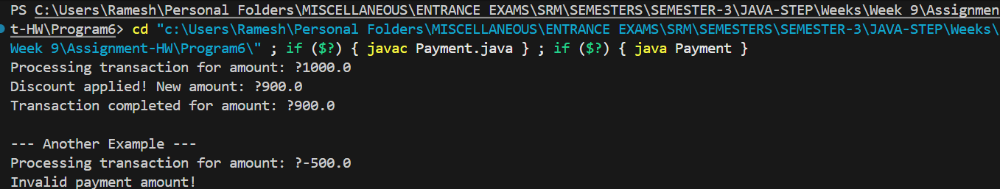 PS C:\Users\Ramesh\Personal Folders\MISCELLANEOUS\ENTRANCE EXAMS\SRM\SEMESTERS\SEMESTER-3\JAVA-STEP\Weeks\Week 9\Assignmen
t-HW\Program6> cd "c:\Users\Ramesh\Personal Folders\MISCELLANEOUS\ENTRANCE EXAMS\SRM\SEMESTERS\SEMESTER-3\JAVA-STEP\Weeks\
Week 9\Assignment-HW\Program6\" ; if ($?) { javac Payment.java } ; if ($?) { java Payment }
Processing transaction for amount: ?1000.0
Discount applied! New amount: ?900.0
Transaction completed for amount: ?900.0
--- Another Example ---
Processing transaction for amount: ?-500.0
Invalid payment amount!